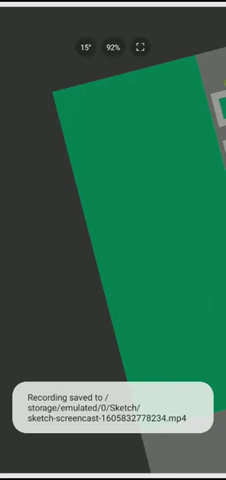 15° 92%
Recording saved to /
storage/emulated/0/Sketch/
sketch-screencast-1605832778234.mp4